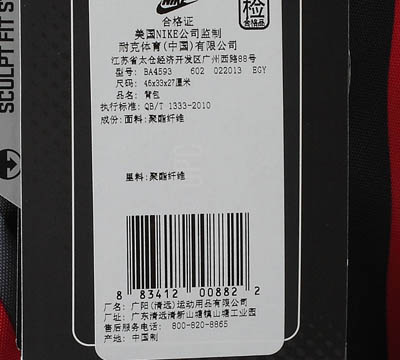 SCULPT FIT S
NIKE
检
合格品
合格证
美国NIKE公司监制
耐克体育(中国)有限公司
江苏省太仓经济开发区广州西路88号
型号: BA4593 602 022013 EGY
尺码: 46x33x27厘米
品名: 背包
执行标准: QB/T 1333-2010
成份: 面料: 聚酯纤维
里料: 聚酯纤维
8 83412 00882 2
厂名: 广阳(清远)运动用品有限公司
厂址: 广东清远清新山塘镇山塘工业园
售后服务电话: 800-820-8865
产地: 中国制